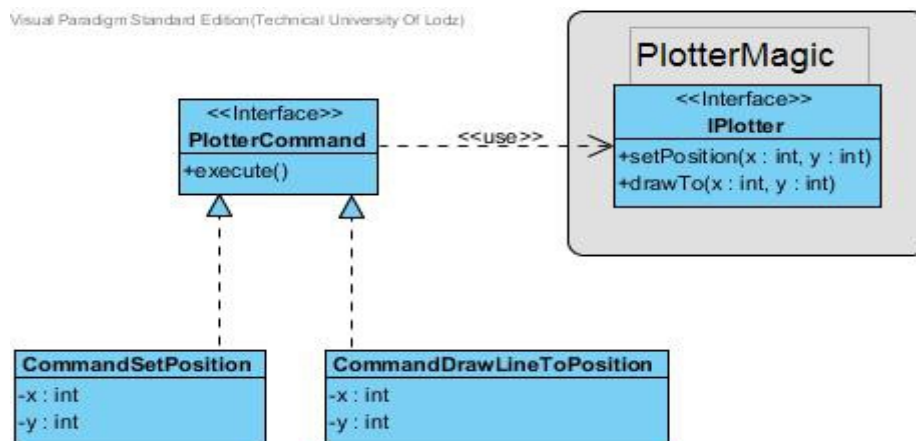 Visual Paradigm Standard Edition(Technical University Of Lodz)
PlotterMagic
<<Interface>>
IPlotter
+setPosition(x : int, y : int)
+drawTo(x : int, y : int)
<<Interface>>
PlotterCommand
+execute()
<<use>>
CommandSetPosition
-x : int
-y : int
CommandDrawLineToPosition
-x : int
-y : int